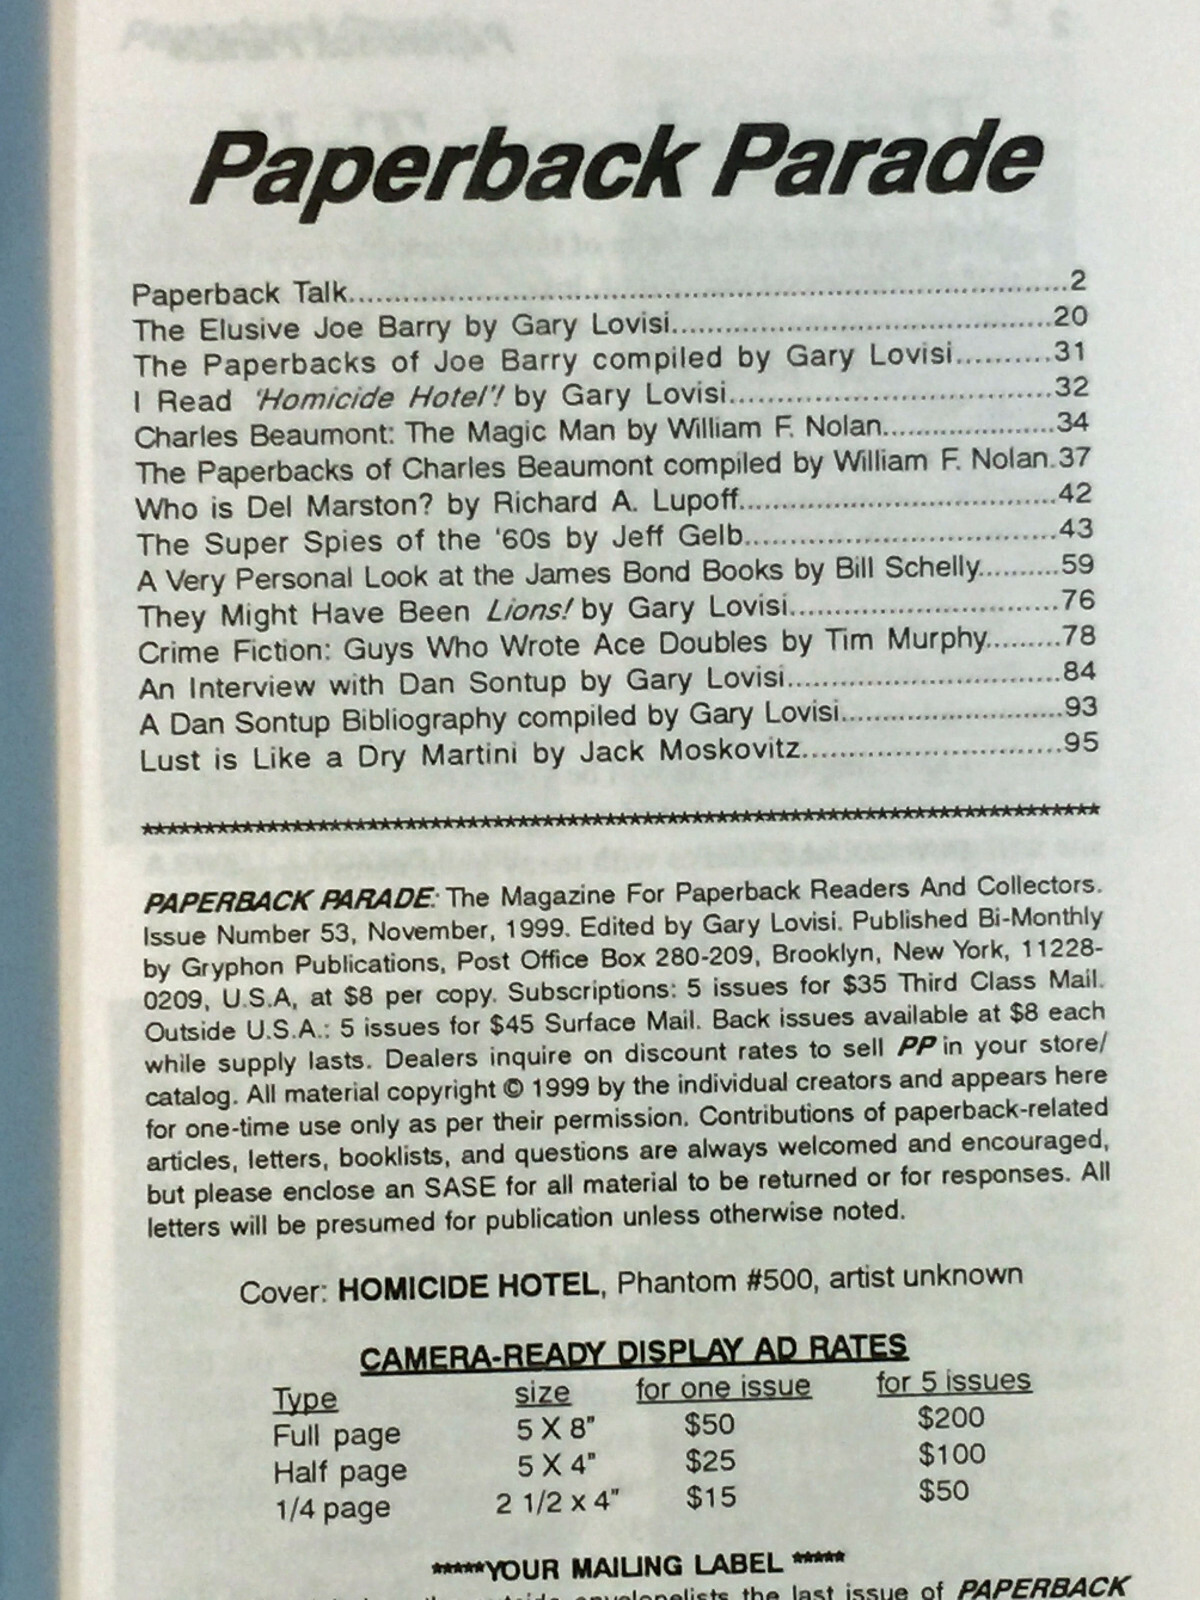 Paperback Parade
Paperback Talk................................................................................2
The Elusive Joe Barry by Gary Lovisi..........................................20
The Paperbacks of Joe Barry compiled by Gary Lovisi..........31
I Read 'Homicide Hotel'! by Gary Lovisi....................................32
Charles Beaumont: The Magic Man by William F. Nolan...................34
The Paperbacks of Charles Beaumont compiled by William F. Nolan.37
Who is Del Marston? by Richard A. Lupoff...................................42
The Super Spies of the '60s by Jeff Gelb...................................43
A Very Personal Look at the James Bond Books by Bill Schelly.........59
They Might Have Been Lions! by Gary Lovisi..............................76
Crime Fiction: Guys Who Wrote Ace Doubles by Tim Murphy.........78
An Interview with Dan Sontup by Gary Lovisi..............................84
A Dan Sontup Bibliography compiled by Gary Lovisi.........................93
Lust is Like a Dry Martini by Jack Moskovitz.............................95
********************************************************************************
PAPERBACK PARADE: The Magazine For Paperback Readers And Collectors.
Issue Number 53, November, 1999. Edited by Gary Lovisi. Published Bi-Monthly
by Gryphon Publications, Post Office Box 280-209, Brooklyn, New York, 11228-
0209, U.S.A, at $8 per copy. Subscriptions: 5 issues for $35 Third Class Mail.
Outside U.S.A.: 5 issues for $45 Surface Mail. Back issues available at $8 each
while supply lasts. Dealers inquire on discount rates to sell PP in your store/
catalog. All material copyright © 1999 by the individual creators and appears here
for one-time use only as per their permission. Contributions of paperback-related
articles, letters, booklists, and questions are always welcomed and encouraged,
but please enclose an SASE for all material to be returned or for responses. All
letters will be presumed for publication unless otherwise noted.
Cover: HOMICIDE HOTEL, Phantom #500, artist unknown
CAMERA-READY DISPLAY AD RATES
Type size for one issue for 5 issues
Full page 5 X 8" $50 $200
Half page 5 X 4" $25 $100
1/4 page 2 1/2 x 4" $15 $50
*****YOUR MAILING LABEL *****
the last issue of PAPERBACK